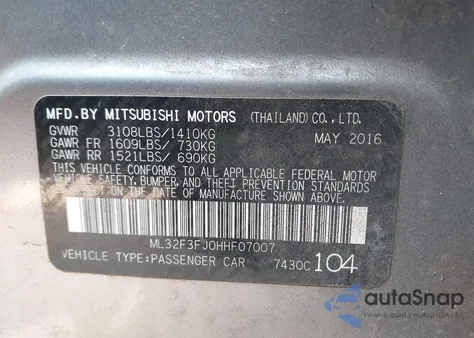 MFD.BY MITSUBISHI MOTORS (THAILAND) CO., LTD.
GVWR 3108LBS/1410KG MAY 2016
GAWR FR 1609LBS/ 730KG
GAWR RR 1521LBS/ 690KG
THIS VEHICLE CONFORMS TO ALL APPLICABLE FEDERAL MOTOR
VEHICLE SAFETY, BUMPER, AND THEFT PREVENTION STANDARDS IN EFFECT
ON THE DATE OF MANUFACTURE SHOWN ABOVE.
ML32F3FJ0HHF07007
VEHICLE TYPE:PASSENGER CAR 7430C 104
autoSnap